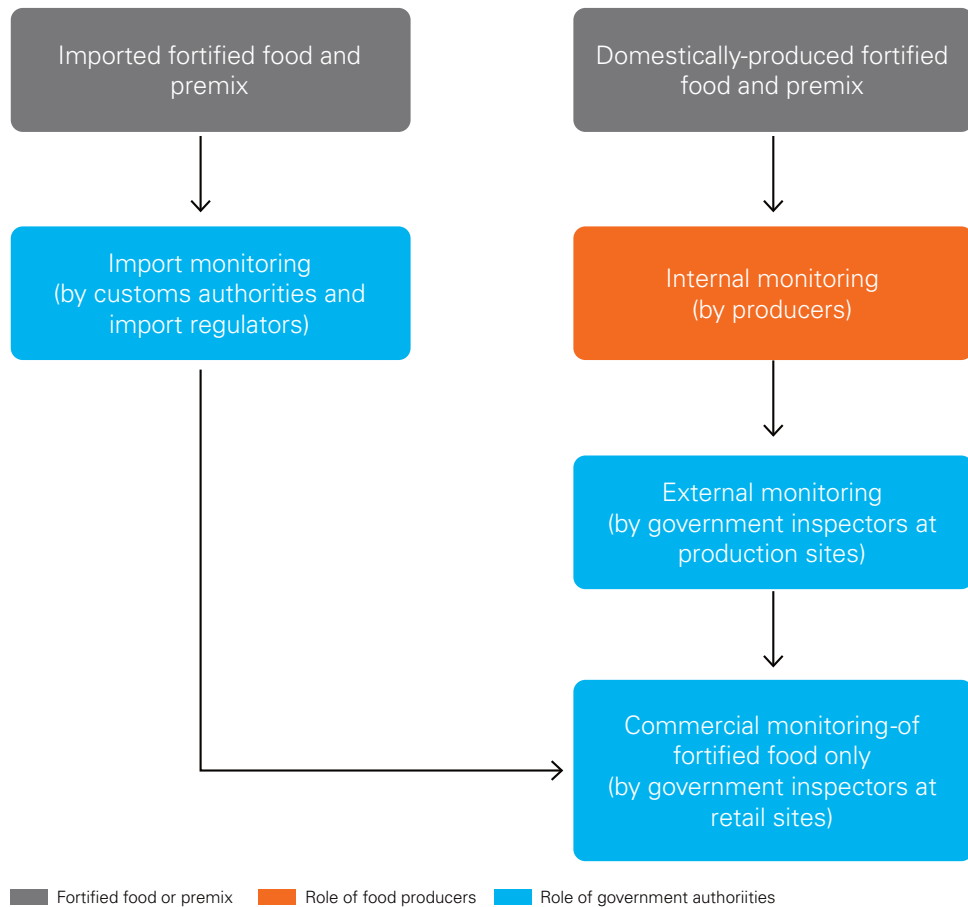 Imported fortified food and
premix
Domestically-produced fortified
food and premix
Import monitoring
(by customs authorities and
import regulators)
Internal monitoring
(by producers)
External monitoring
(by government inspectors at
production sites)
Commercial monitoring-of
fortified food only
(by government inspectors at
retail sites)
Fortified food or premix
Role of food producers
Role of government authoriities